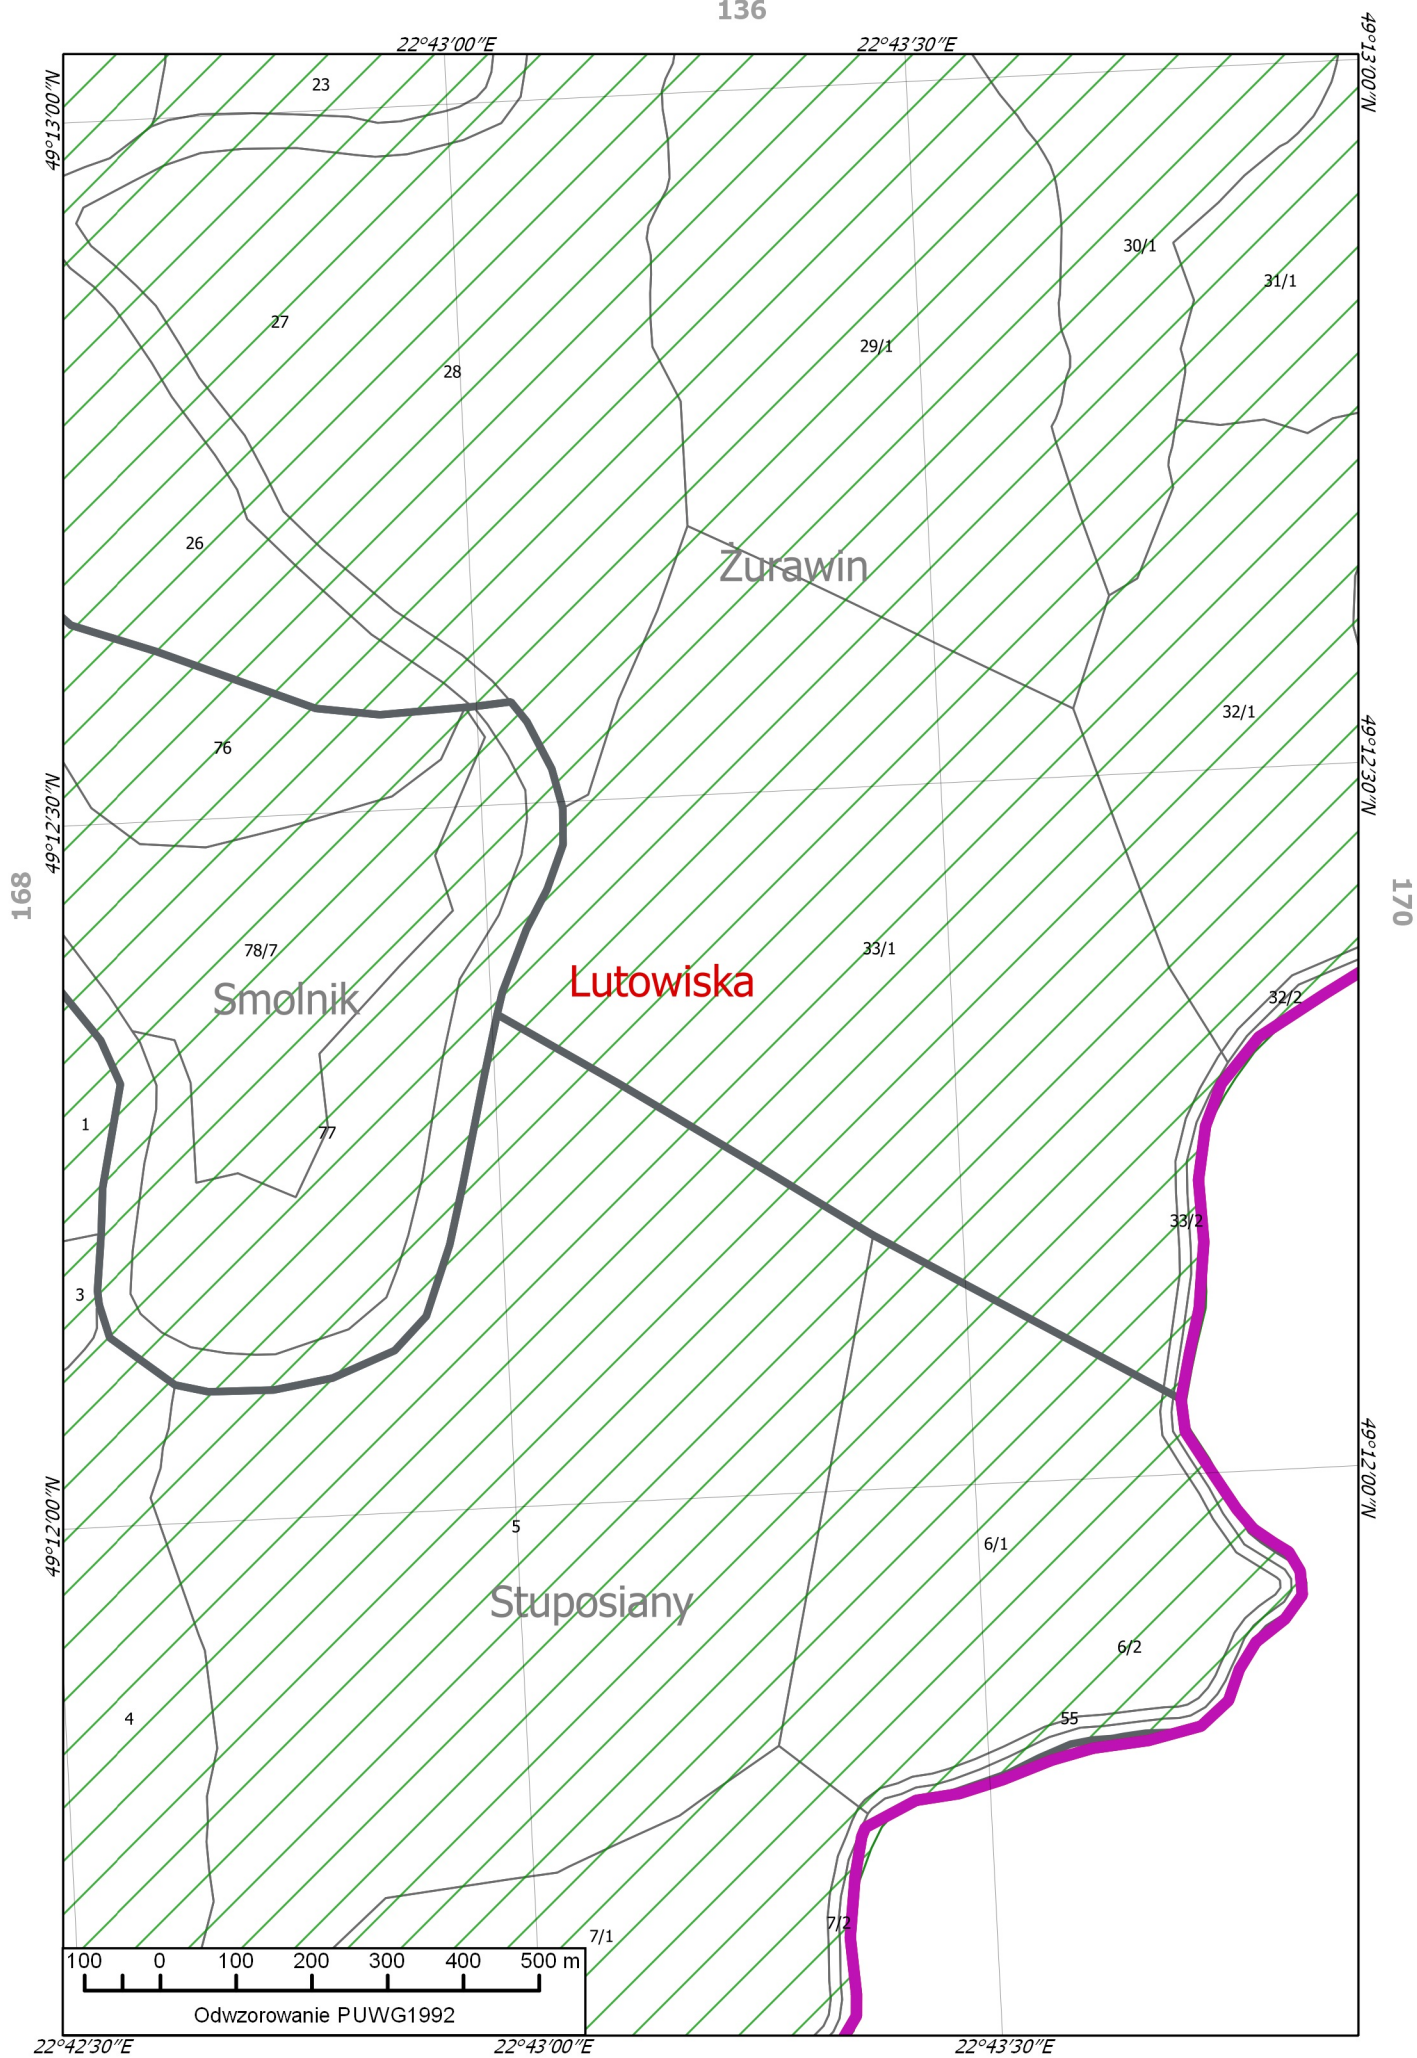 136
22°43'00"E
22°43'30"E
49°13'00"N
49°13'00"N
23
30/1
31/1
27
29/1
28
26
Żurawin
32/1
76
49°12'30"N
49°12'30"N
168
170
33/1
78/7
Lutowiska
Smolnik
32/2
1
77
33/2
3
49°12'00"N
49°12'00"N
5
6/1
Stuposiany
6/2
4
55
7/2
7/1
100 0 100 200 300 400 500 m
Odwzorowanie PUWG1992
22°42'30"E
22°43'00"E
22°43'30"E